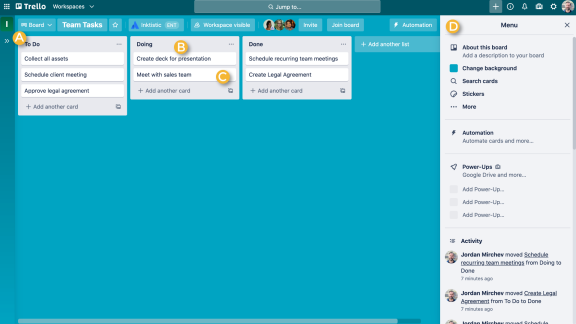 Trello
Workspaces
Jump to...
Board
Team Tasks
Inktistic
ENT
Workspace visible
Invite
Join board
Automation
A
To Do
Collect all assets
Schedule client meeting
Approve legal agreement
+ Add another card
Doing
B
Create deck for presentation
Meet with sales team
C
+ Add another card
Done
Schedule recurring team meetings
Create Legal Agreement
+ Add another card
+ Add another list
D
Menu
About this board
Add a description to your board
Change background
Search cards
Stickers
More
Automation
Automate cards and more...
Power-Ups
Google Drive and more...
Add Power-Up...
Add Power-Up...
Add Power-Up...
Activity
Jordan Mirchev moved Schedule
recurring team meetings from Doing to
Done
7 minutes ago
Jordan Mirchev moved Create Legal
Agreement from To Do to Done
7 minutes ago
Jordan Mirchev moved Schedule